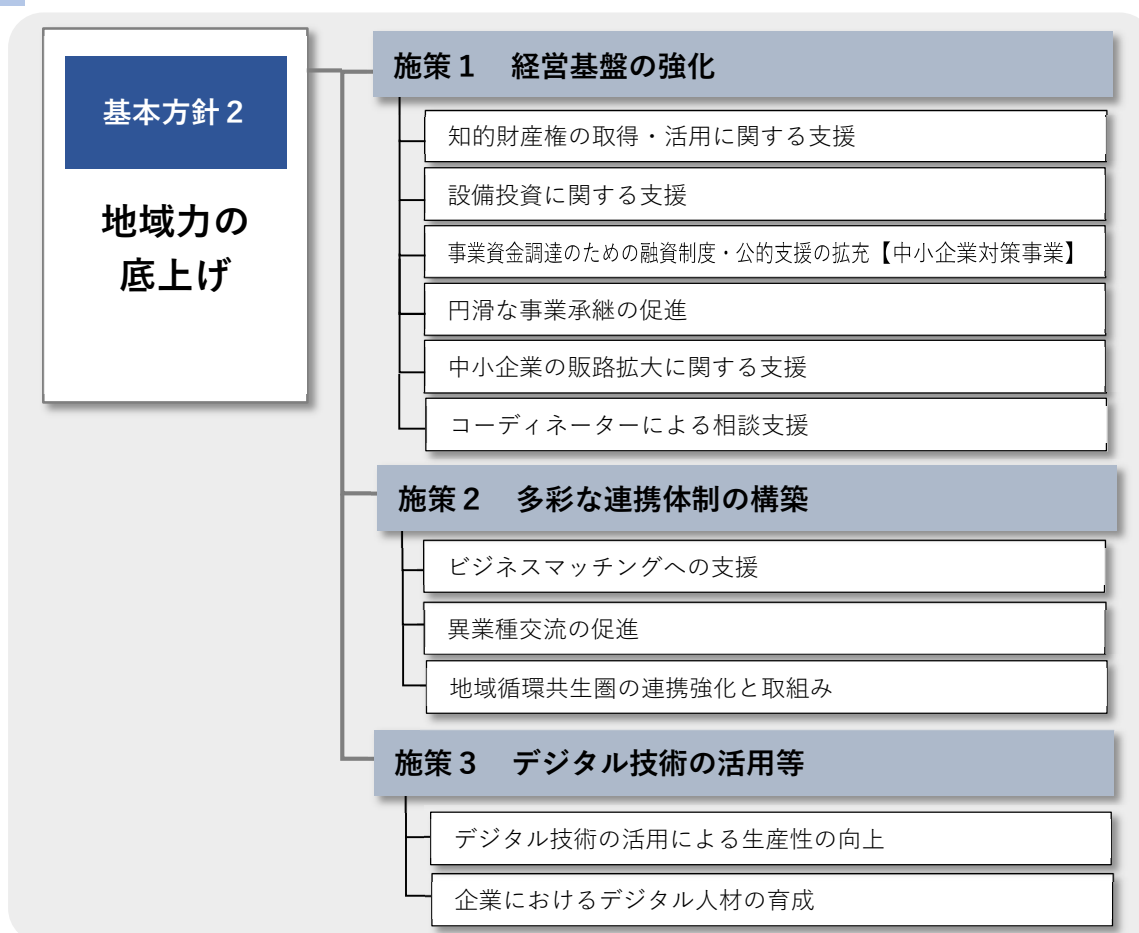 基本方針２
地域力の
底上げ
施策１　経営基盤の強化
知的財産権の取得・活用に関する支援
設備投資に関する支援
事業資金調達のための融資制度・公的支援の拡充【中小企業対策事業】
円滑な事業承継の促進
中小企業の販路拡大に関する支援
コーディネーターによる相談支援
施策２　多彩な連携体制の構築
ビジネスマッチングへの支援
異業種交流の促進
地域循環共生圏の連携強化と取組み
施策３　デジタル技術の活用等
デジタル技術の活用による生産性の向上
企業におけるデジタル人材の育成